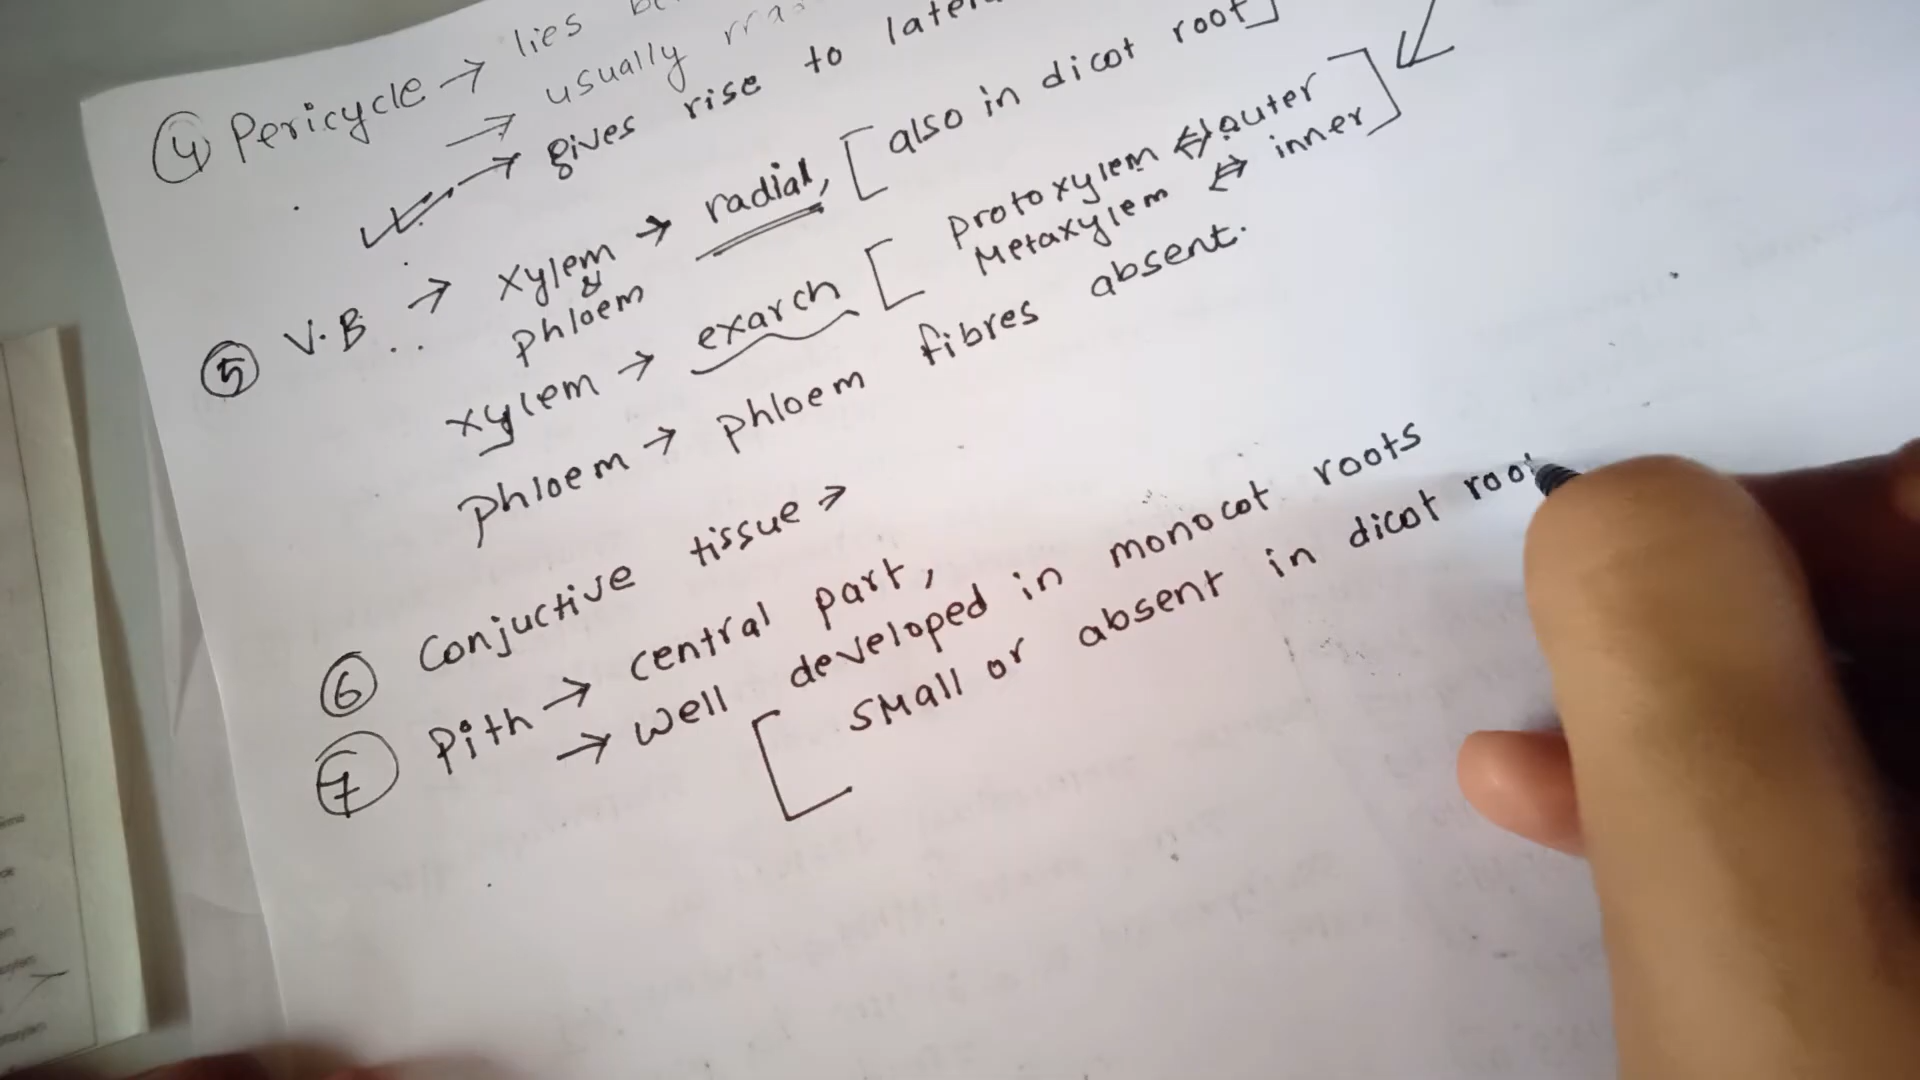 ④ Pericycle → lies
→ usually
→ gives rise to
⑤ V.B → xylem & phloem → radial, [also in dicot root]
xylem → exarch [Protoxylem ⇔ outer
Metaxylem ⇔ inner]
Phloem → phloem fibres absent.
⑥ Conjuctive tissue →
⑦ Pith → central part,
→ well developed in monocot roots
[small or absent in dicot roo